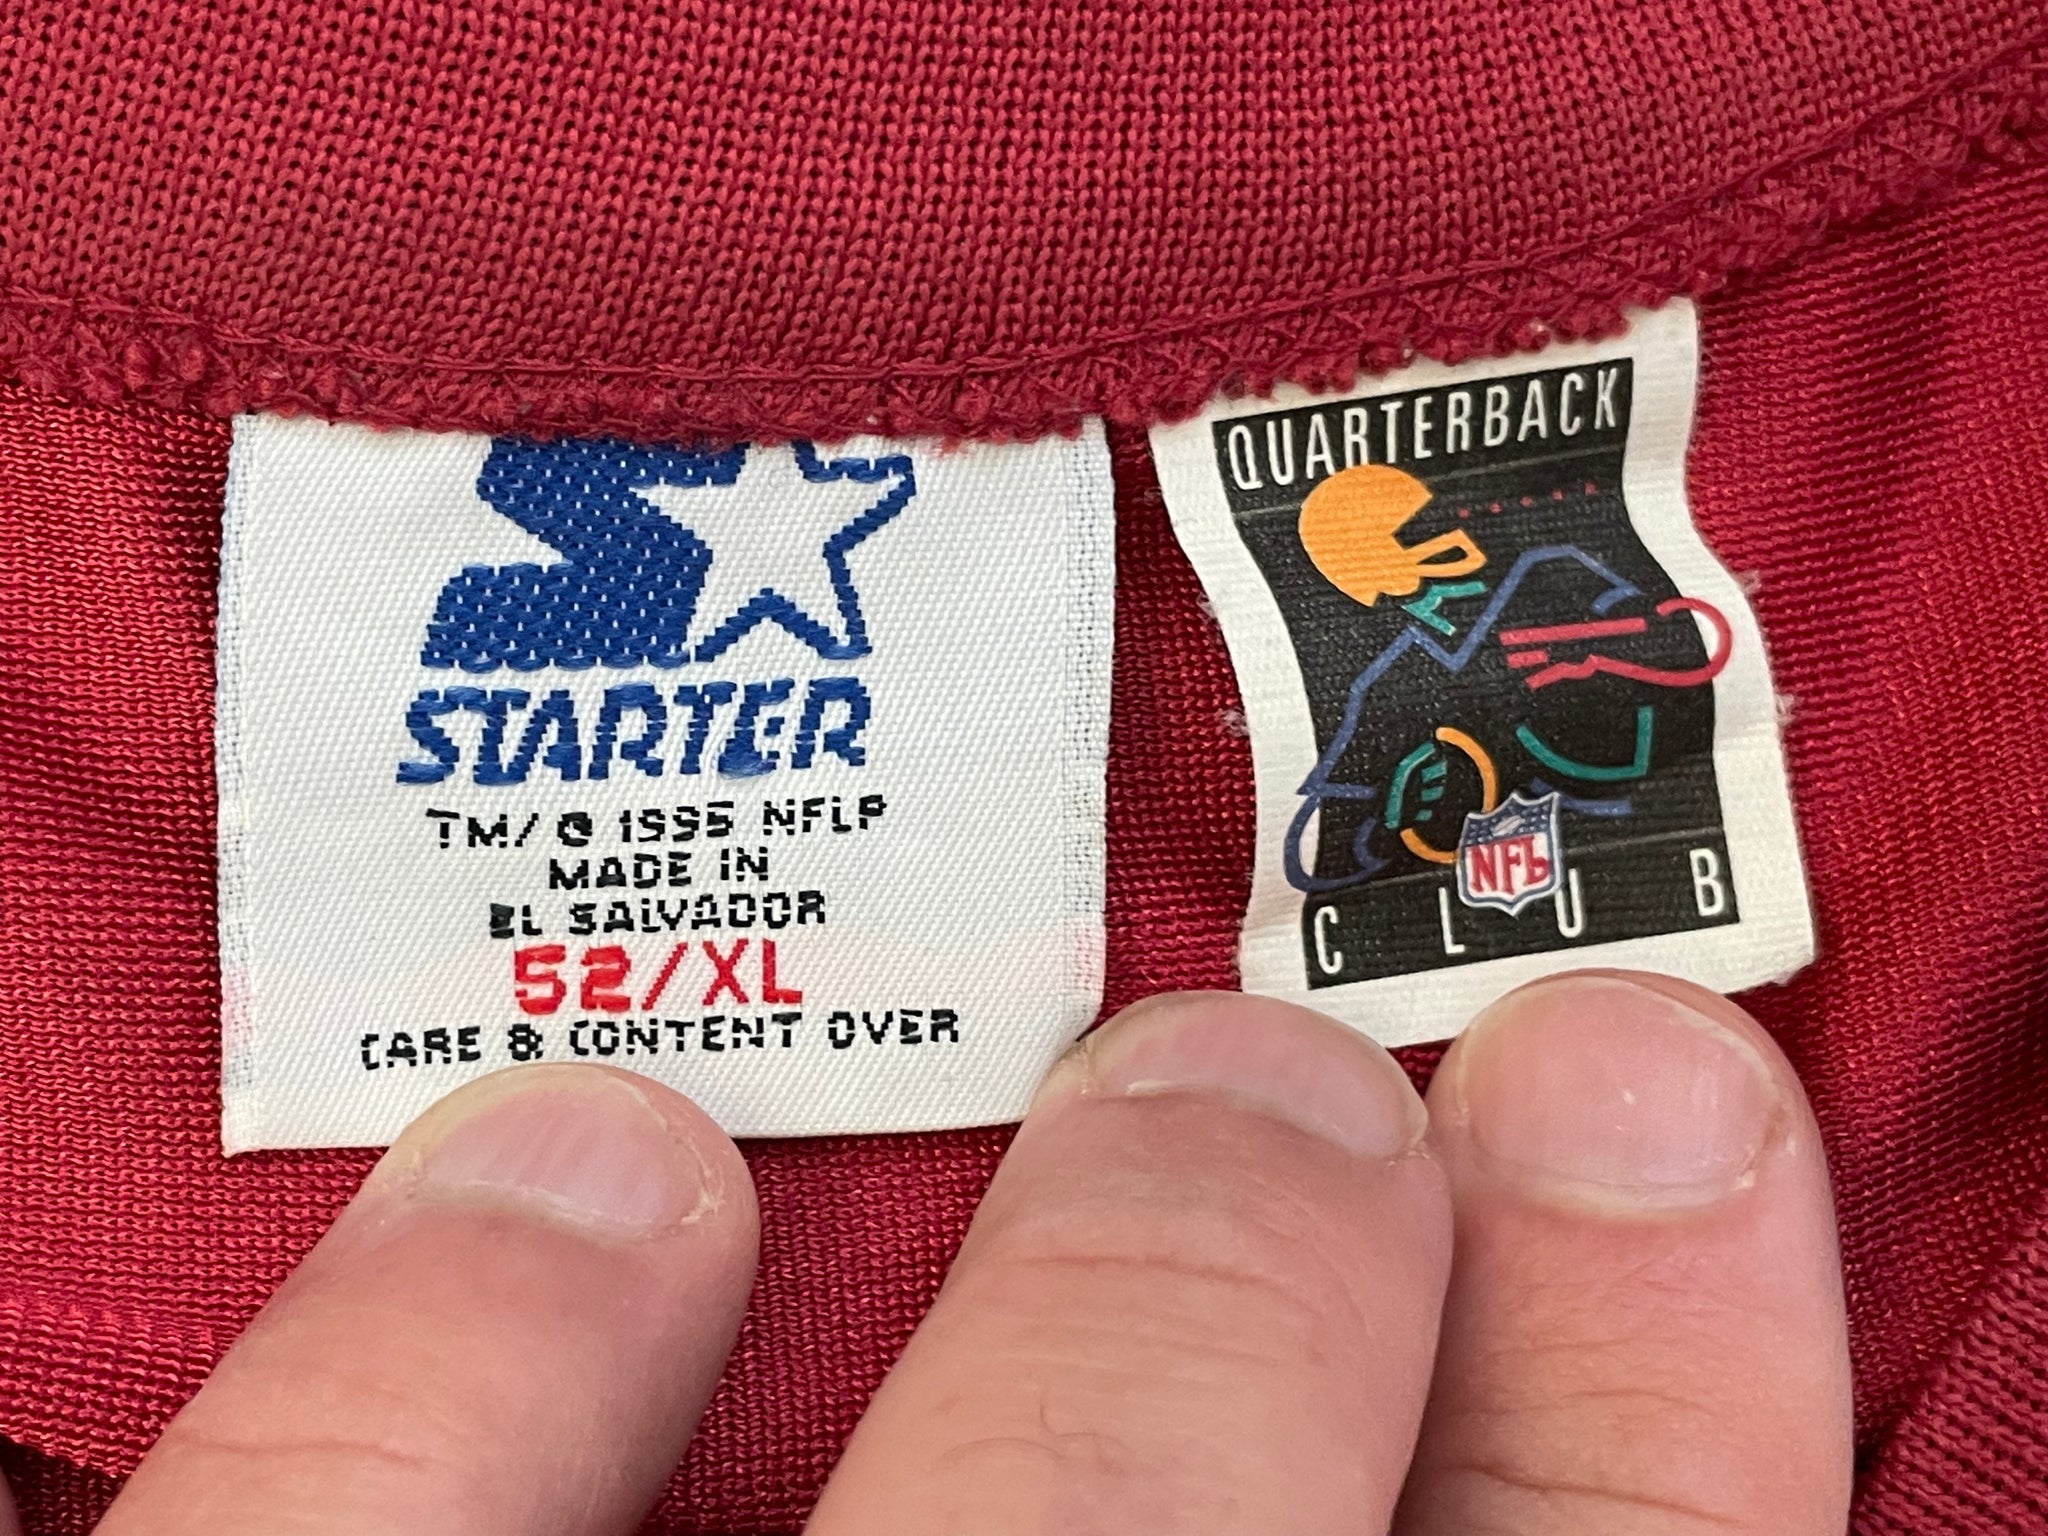 STARTER
TM/© 1995 NFLP
MADE IN
EL SALVADOR
52/XL
CARE & CONTENT OVER
QUARTERBACK
NFL
CLUB